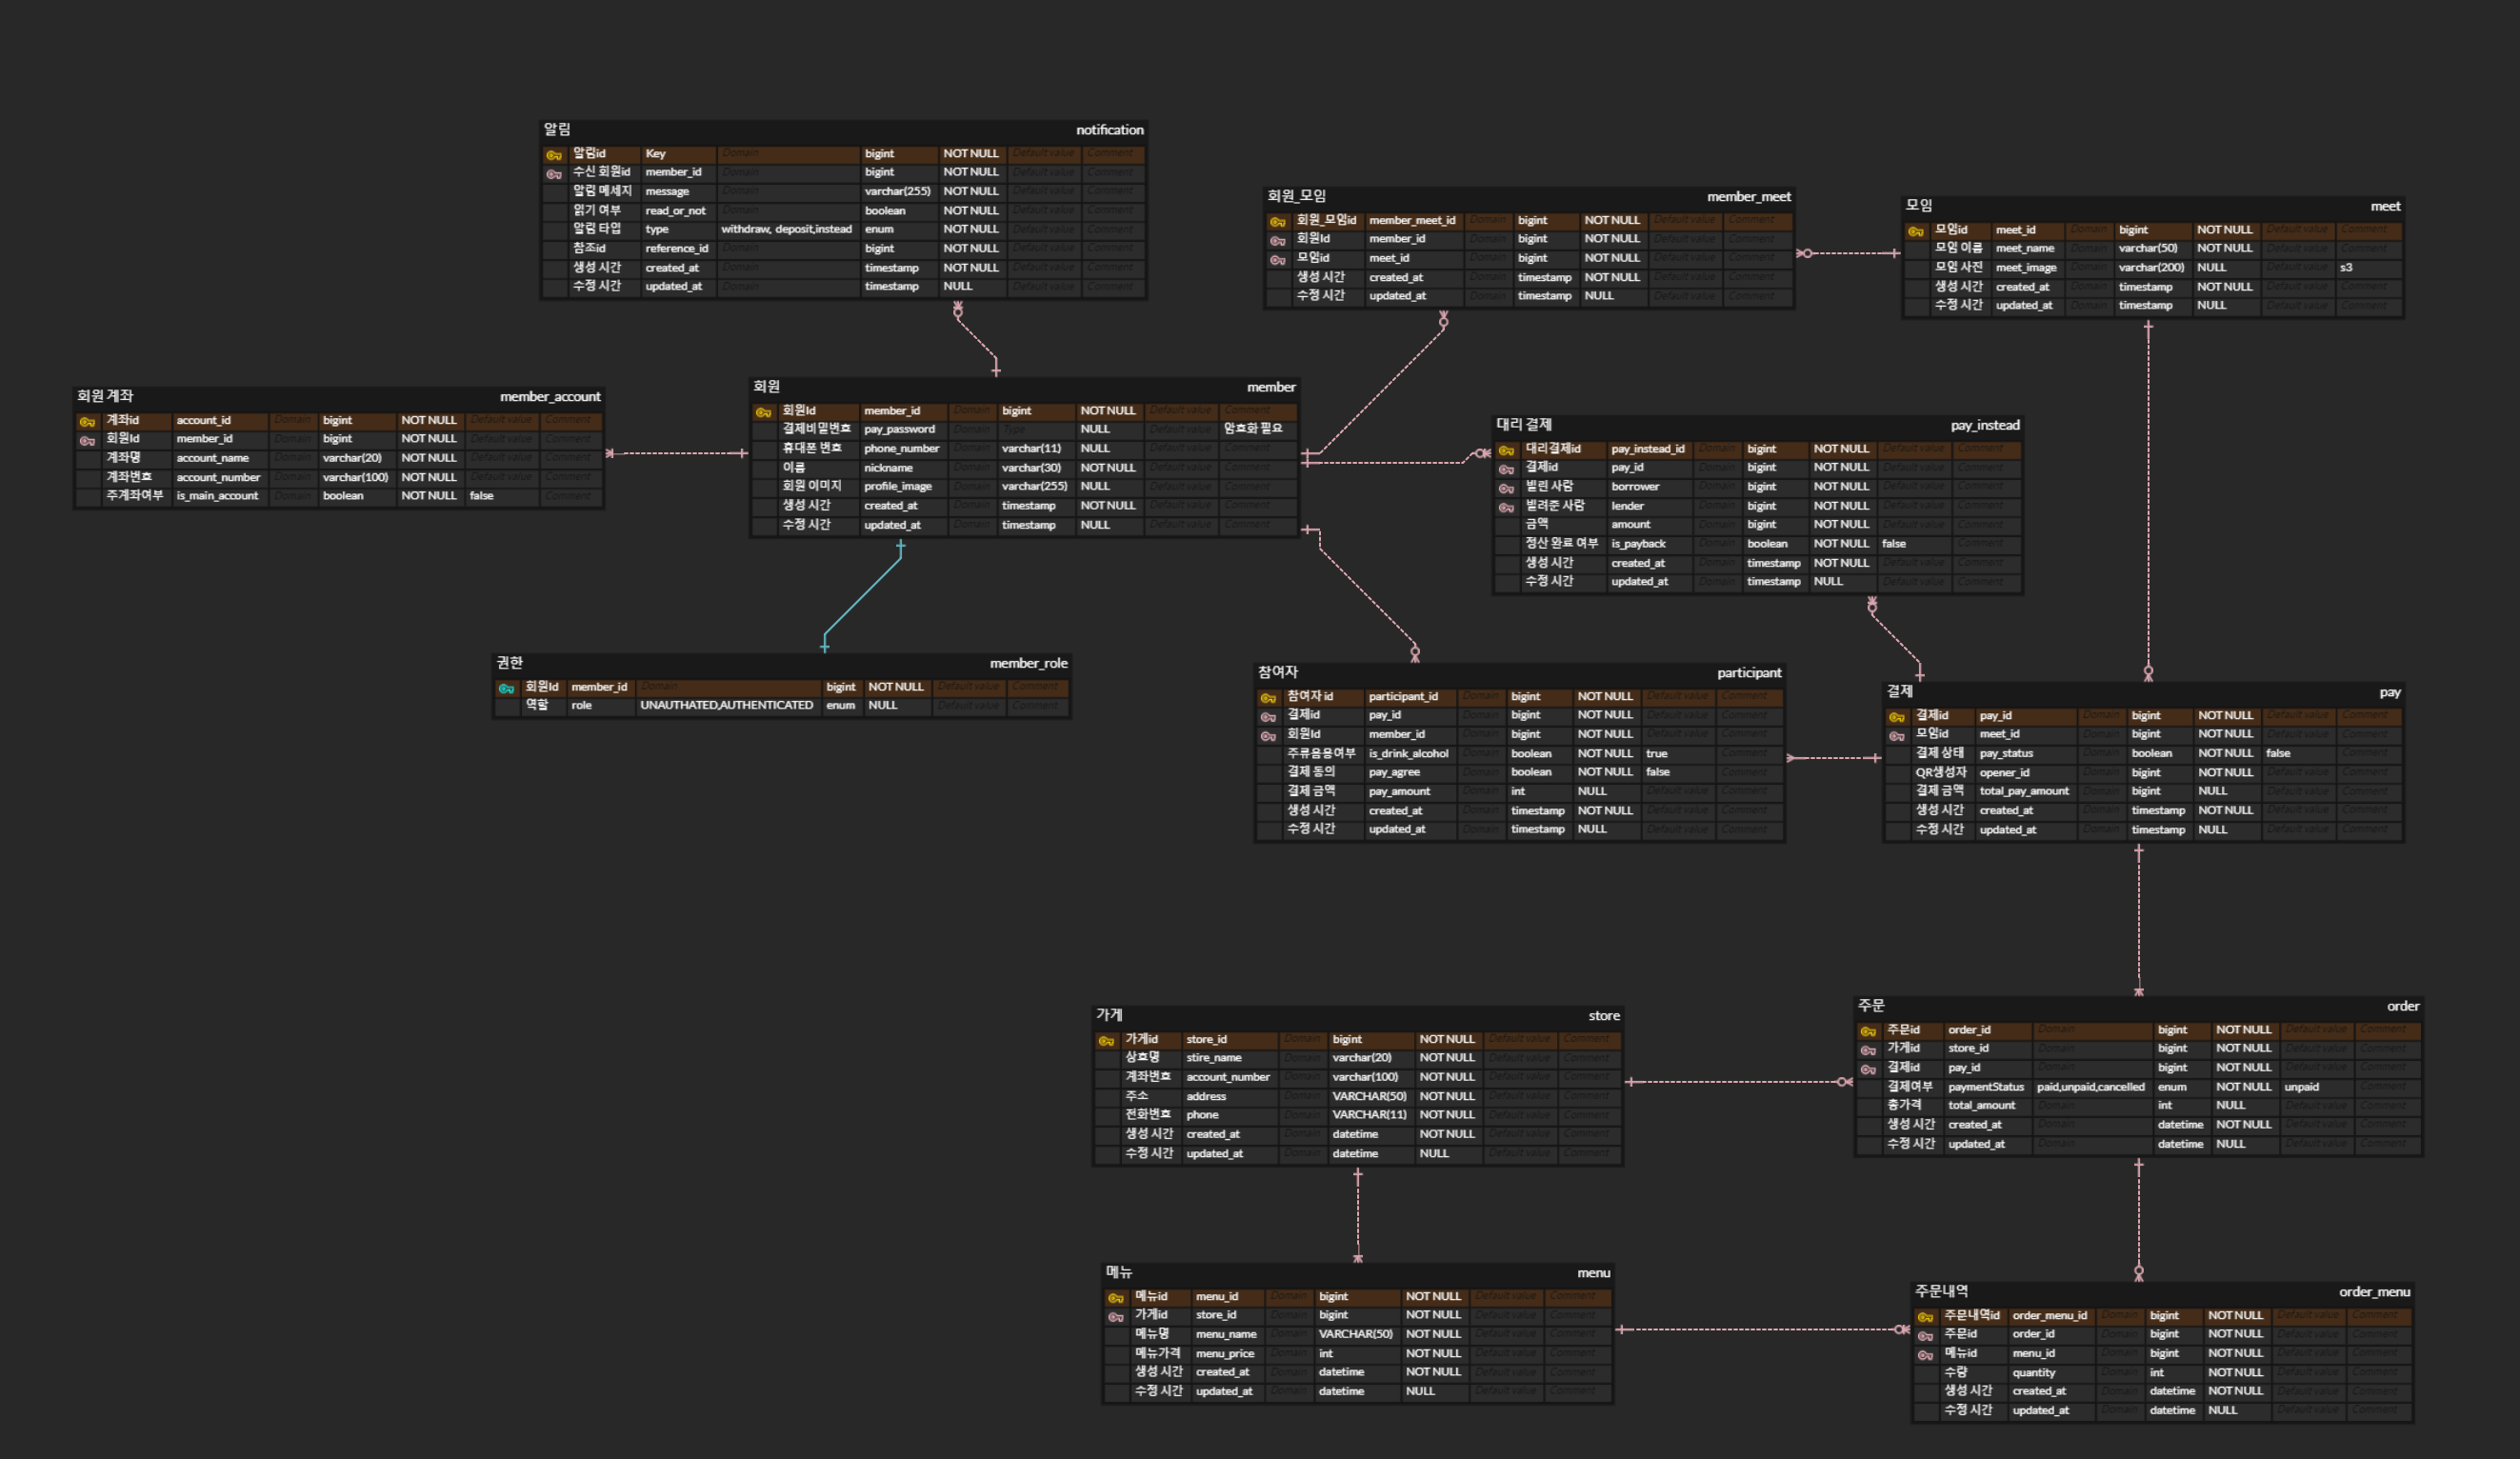 알림 notification
알림id Key Domain bigint NOT NULL Default value Comment
수신 회원id member_id Domain bigint NOT NULL Default value Comment
알림 메세지 message Domain varchar(255) NOT NULL Default value Comment
읽기 여부 read_or_not Domain boolean NOT NULL Default value Comment
알림 타입 type withdraw, deposit,instead enum NOT NULL Default value Comment
참조id reference_id Domain bigint NOT NULL Default value Comment
생성 시간 created_at Domain timestamp NOT NULL Default value Comment
수정 시간 updated_at Domain timestamp NULL Default value Comment
회원_모임 member_meet
회원_모임id member_meet_id Domain bigint NOT NULL Default value Comment
회원Id member_id Domain bigint NOT NULL Default value Comment
모임id meet_id Domain bigint NOT NULL Default value Comment
생성 시간 created_at Domain timestamp NOT NULL Default value Comment
수정 시간 updated_at Domain timestamp NULL Default value Comment
모임 meet
모임id meet_id Domain bigint NOT NULL Default value Comment
모임 이름 meet_name Domain varchar(50) NOT NULL Default value Comment
모임 사진 meet_image Domain varchar(200) NULL Default value s3
생성 시간 created_at Domain timestamp NOT NULL Default value Comment
수정 시간 updated_at Domain timestamp NULL Default value Comment
회원 계좌 member_account
계좌id account_id Domain bigint NOT NULL Default value Comment
회원Id member_id Domain bigint NOT NULL Default value Comment
계좌명 account_name Domain varchar(20) NOT NULL Default value Comment
계좌번호 account_number Domain varchar(100) NOT NULL Default value Comment
주계좌여부 is_main_account Domain boolean NOT NULL false Comment
회원 member
회원Id member_id Domain bigint NOT NULL Default value Comment
결제비밀번호 pay_password Domain Type NULL Default value 암호화 필요
휴대폰 번호 phone_number Domain varchar(11) NULL Default value Comment
이름 nickname Domain varchar(30) NOT NULL Default value Comment
회원 이미지 profile_image Domain varchar(255) NULL Default value Comment
생성 시간 created_at Domain timestamp NOT NULL Default value Comment
수정 시간 updated_at Domain timestamp NULL Default value Comment
대리 결제 pay_instead
대리결제id pay_instead_id Domain bigint NOT NULL Default value Comment
결제id pay_id Domain bigint NOT NULL Default value Comment
빌린 사람 borrower Domain bigint NOT NULL Default value Comment
빌려준 사람 lender Domain bigint NOT NULL Default value Comment
금액 amount Domain bigint NOT NULL Default value Comment
정산 완료 여부 is_payback Domain boolean NOT NULL false Comment
생성 시간 created_at Domain timestamp NOT NULL Default value Comment
수정 시간 updated_at Domain timestamp NULL Default value Comment
권한 member_role
회원Id member_id Domain bigint NOT NULL Default value Comment
역할 role UNAUTHATED,AUTHENTICATED enum NULL Default value Comment
참여자 participant
참여자 id participant_id Domain bigint NOT NULL Default value Comment
결제id pay_id Domain bigint NOT NULL Default value Comment
회원Id member_id Domain bigint NOT NULL Default value Comment
주류음용여부 is_drink_alcohol Domain boolean NOT NULL true Comment
결제 동의 pay_agree Domain boolean NOT NULL false Comment
결제 금액 pay_amount Domain int NULL Default value Comment
생성 시간 created_at Domain timestamp NOT NULL Default value Comment
수정 시간 updated_at Domain timestamp NULL Default value Comment
결제 pay
결제id pay_id Domain bigint NOT NULL Default value Comment
모임id meet_id Domain bigint NOT NULL Default value Comment
결제 상태 pay_status Domain boolean NOT NULL false Comment
QR생성자 opener_id Domain bigint NOT NULL Default value Comment
결제 금액 total_pay_amount Domain bigint NULL Default value Comment
생성 시간 created_at Domain timestamp NOT NULL Default value Comment
수정 시간 updated_at Domain timestamp NULL Default value Comment
가게 store
가게id store_id Domain bigint NOT NULL Default value Comment
상호명 stire_name Domain varchar(20) NOT NULL Default value Comment
계좌번호 account_number Domain varchar(100) NOT NULL Default value Comment
주소 address Domain VARCHAR(50) NOT NULL Default value Comment
전화번호 phone Domain VARCHAR(11) NOT NULL Default value Comment
생성 시간 created_at Domain datetime NOT NULL Default value Comment
수정 시간 updated_at Domain datetime NULL Default value Comment
주문 order
주문id order_id Domain bigint NOT NULL Default value Comment
가게id store_id Domain bigint NOT NULL Default value Comment
결제id pay_id Domain bigint NOT NULL Default value Comment
결제여부 paymentStatus paid,unpaid,cancelled enum NOT NULL unpaid Comment
총가격 total_amount Domain int NULL Default value Comment
생성 시간 created_at Domain datetime NOT NULL Default value Comment
수정 시간 updated_at Domain datetime NULL Default value Comment
메뉴 menu
메뉴id menu_id Domain bigint NOT NULL Default value Comment
가게id store_id Domain bigint NOT NULL Default value Comment
메뉴명 menu_name Domain VARCHAR(50) NOT NULL Default value Comment
메뉴가격 menu_price Domain int NOT NULL Default value Comment
생성 시간 created_at Domain datetime NOT NULL Default value Comment
수정 시간 updated_at Domain datetime NULL Default value Comment
주문내역 order_menu
주문내역id order_menu_id Domain bigint NOT NULL Default value Comment
주문id order_id Domain bigint NOT NULL Default value Comment
메뉴id menu_id Domain bigint NOT NULL Default value Comment
수량 quantity Domain int NOT NULL Default value Comment
생성 시간 created_at Domain datetime NOT NULL Default value Comment
수정 시간 updated_at Domain datetime NULL Default value Comment